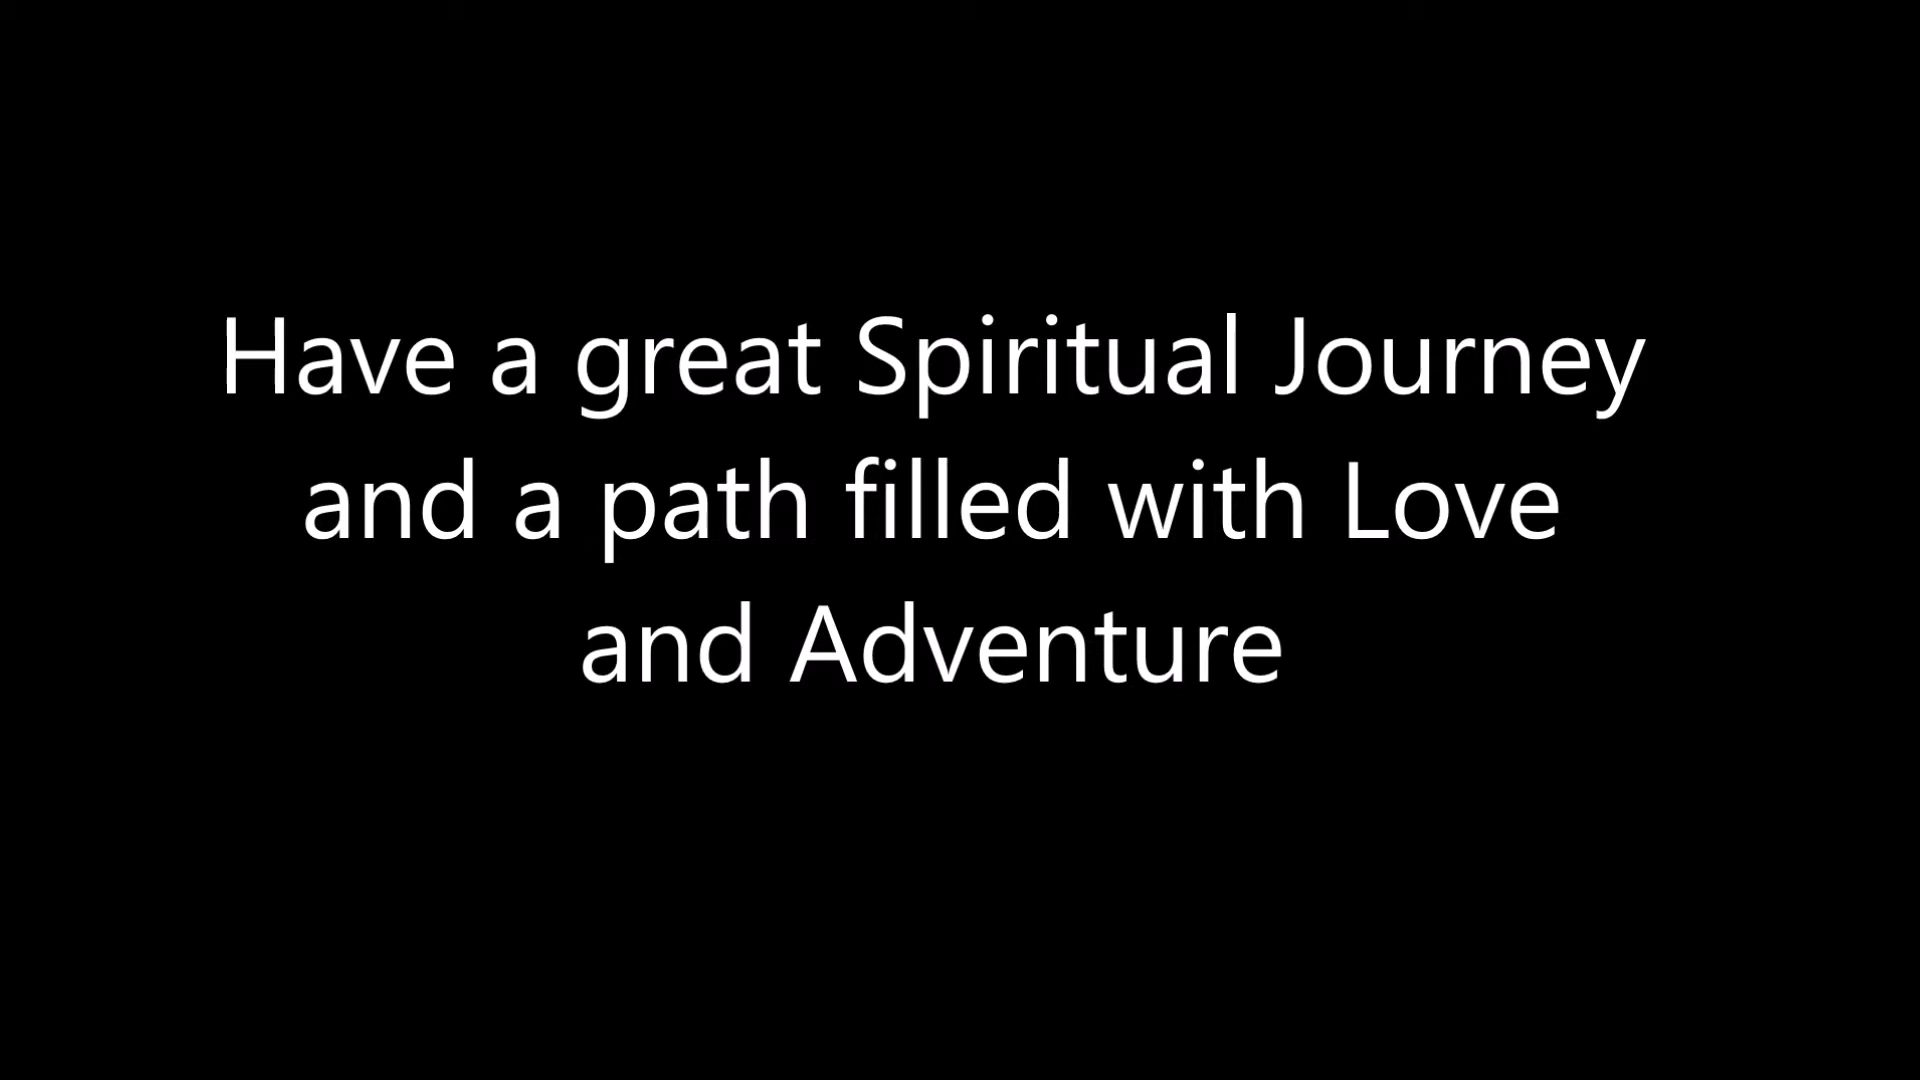 Have a great Spiritual Journey
and a path filled with Love
and Adventure